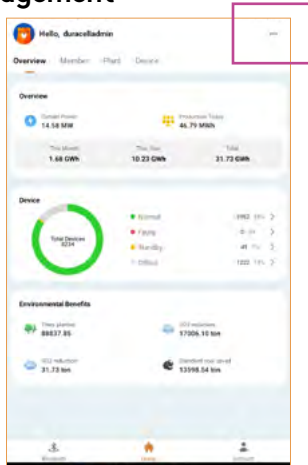 agement
Hello, duracelladmin
...
Overview Member Plant Device
Overview
Current Power Production Today
14.58 MW 46.79 MWh
This Month This Year Total
1.68 GWh 10.23 GWh 31.73 GWh
Device
Normal
Faulty
Total Devices
Standby
Offline
Environmental Benefits
Trees planted CO2 reduction
17006.10 ton
SO2 reduction Standard coal saved
31.73 ton 13598.54 ton
Account